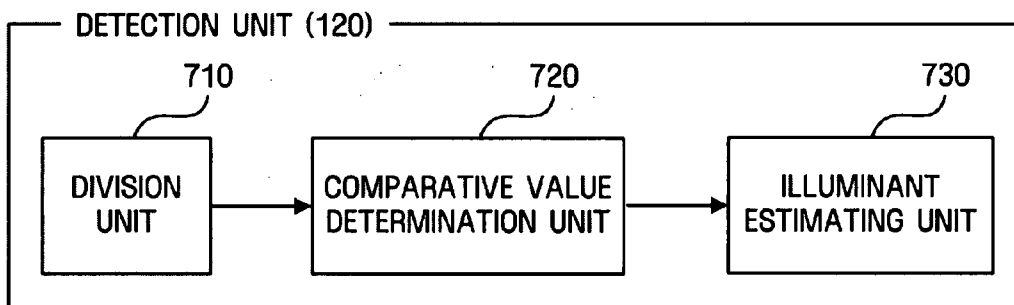 DETECTION UNIT (120)
710
720
730
DIVISION
UNIT
COMPARATIVE VALUE
DETERMINATION UNIT
ILLUMINANT
ESTIMATING UNIT